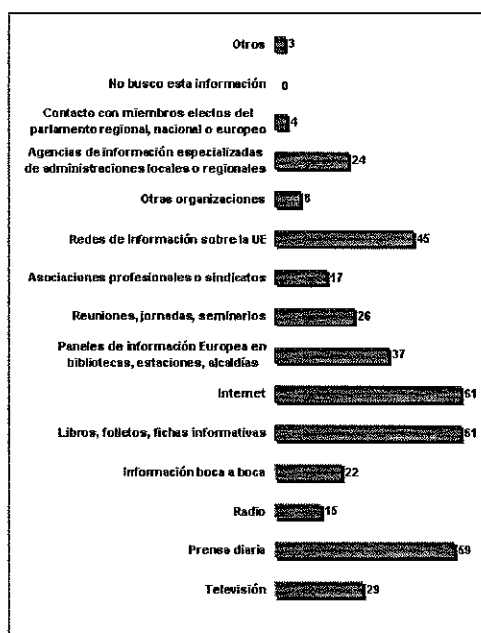 Otros 3
No busco esta información 0
Contacto con miembros electos del
parlamento regional, nacional o europeo 4
Agencias de información especializadas
de administraciones locales o regionales 24
Otras organizaciones 8
Redes de Información sobre la UE 45
Asociaciones profesionales o sindicatos 17
Reuniones, jornadas, seminarios 26
Paneles de información Europea en
bibliotecas, estaciones, alcaldías 37
Internet 61
Libros, folletos, fichas informativas 61
Información boca a boca 22
Radio 15
Prensa diaria 59
Televisión 29